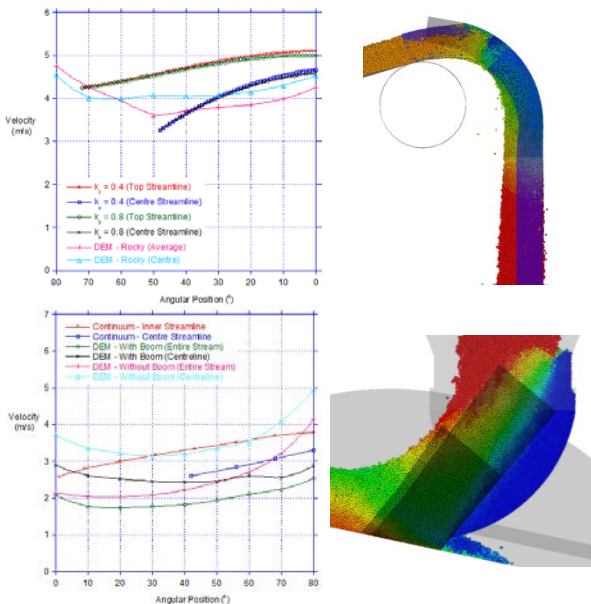 6
5
4
Velocity
(m/s)
3
2
1
0
k_v = 0.4 (Top Streamline)
k_v = 0.4 (Centre Streamline)
k_v = 0.8 (Top Streamline)
k_v = 0.8 (Centre Streamline)
DEM - Rocky (Average)
DEM - Rocky (Centre)
80 70 60 50 40 30 20 10 0
Angular Position (°)
7
6
5
4
Velocity
(m/s)
3
2
1
0
Continuum - Inner Streamline
Continuum - Centre Streamline
DEM - With Boom (Entire Stream)
DEM - With Boom (Centreline)
DEM - Without Boom (Entire Stream)
DEM - Without Boom (Centreline)
0 10 20 30 40 50 60 70 80
Angular Position (°)